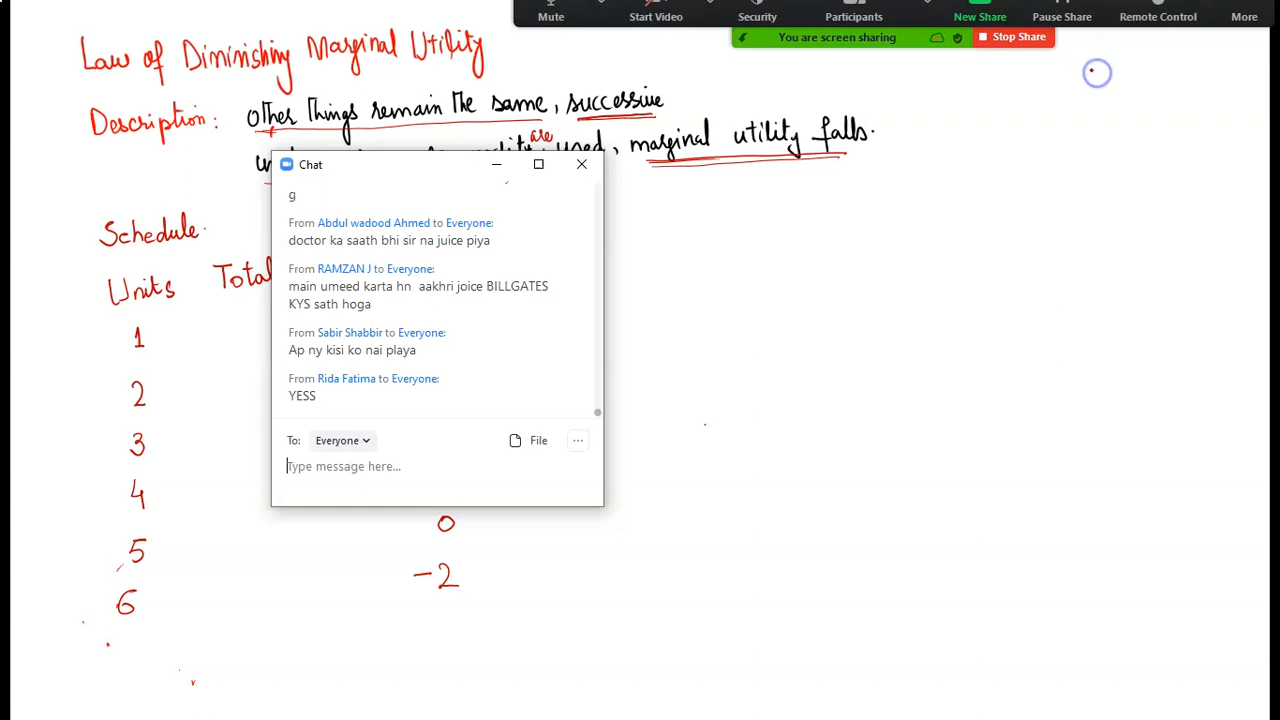 Mute Start Video Security Participants New Share Pause Share Remote Control More
You are screen sharing Stop Share
Law of Diminishing Marginal Utility
Description: other things remain the same, successive
are used, marginal utility falls.
Chat
g
From Abdul wadood Ahmed to Everyone:
doctor ka saath bhi sir na juice piya
From RAMZAN J to Everyone:
main umeed karta hn aakhri joice BILLGATES
KYS sath hoga
From Sabir Shabbir to Everyone:
Ap ny kisi ko nai playa
From Rida Fatima to Everyone:
YESS
To: Everyone File
Type message here...
Schedule.
Units Total
1
2
3
4
0
5
-2
6